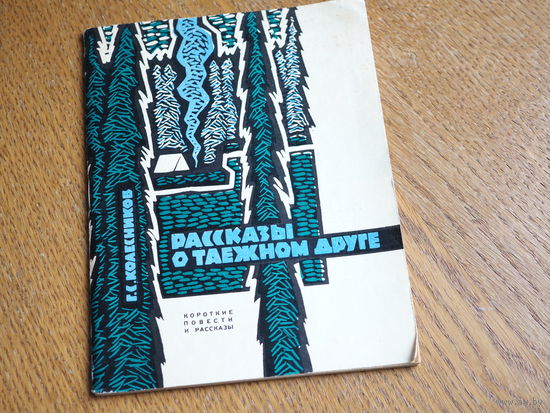 Г.С. КОЛЕСНИКОВ
РАССКАЗЫ
О ТАЕЖНОМ ДРУГЕ
КОРОТКИЕ
ПОВЕСТИ
И РАССКАЗЫ